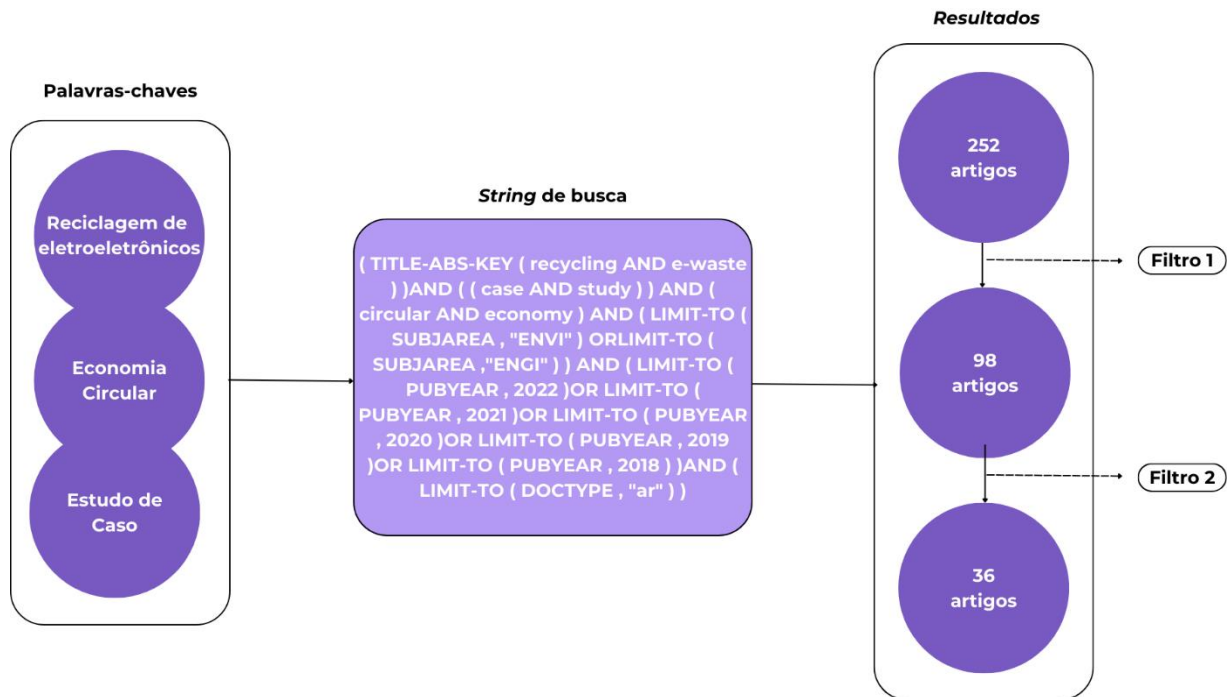 Palavras-chaves
Reciclagem de
eletroeletrônicos
Economia
Circular
Estudo de
Caso
String de busca
( TITLE-ABS-KEY ( recycling AND e-waste
) )AND ( ( case AND study ) ) AND (
circular AND economy ) AND ( LIMIT-TO (
SUBJAREA , "ENVI" ) ORLIMIT-TO (
SUBJAREA ,"ENGI" ) ) AND ( LIMIT-TO (
PUBYEAR , 2022 )OR LIMIT-TO (
PUBYEAR , 2021 )OR LIMIT-TO ( PUBYEAR
, 2020 )OR LIMIT-TO ( PUBYEAR , 2019
)OR LIMIT-TO ( PUBYEAR , 2018 ) )AND (
LIMIT-TO ( DOCTYPE , "ar" ) )
Resultados
252
artigos
Filtro 1
98
artigos
Filtro 2
36
artigos